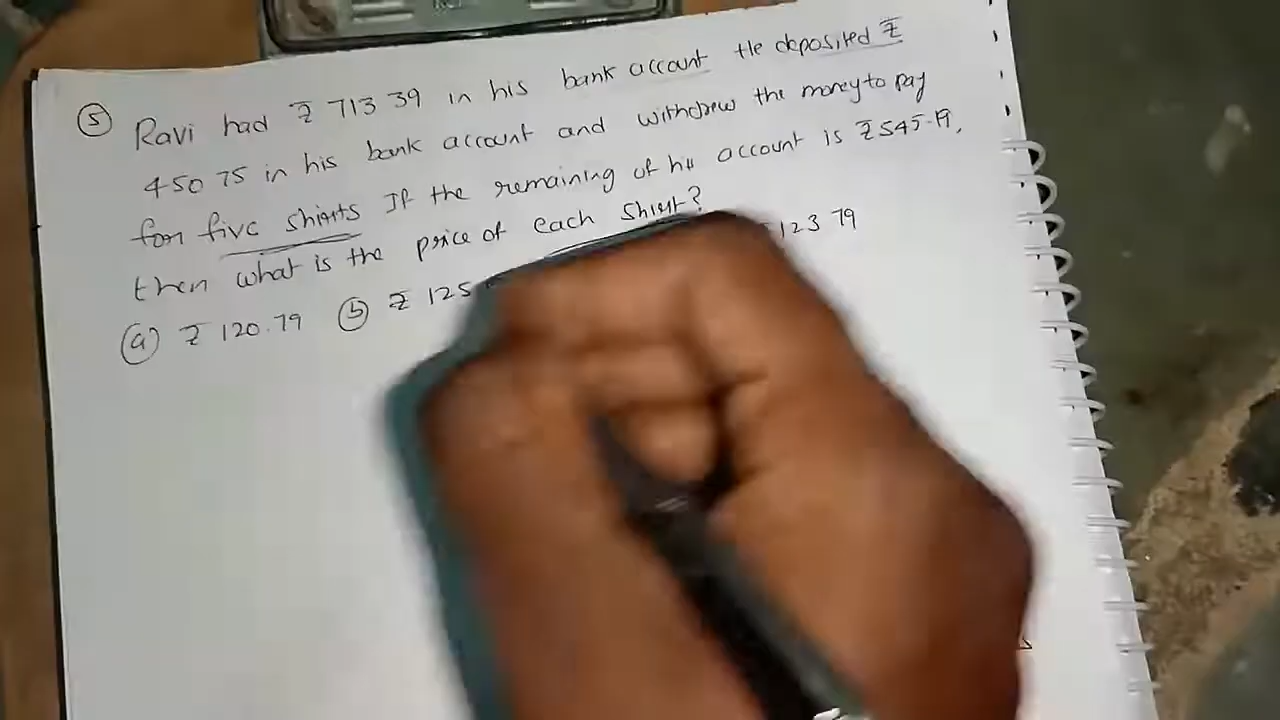 ⑤ Ravi had ₹ 713 39 in his bank account He deposited ₹
450 75 in his bank account and withdrew the money to pay
for five shirts If the remaining of his account is ₹545.19,
then what is the price of each shirt?
ⓐ ₹ 120.79 ⓑ ₹ 125 123 79